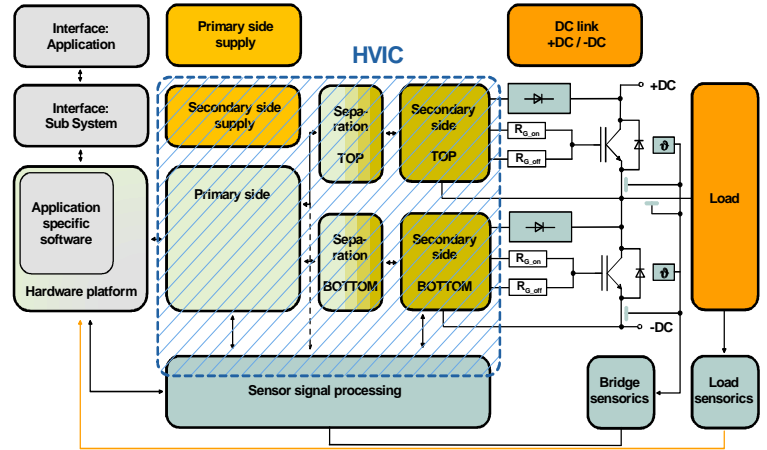 Interface:
Application
Primary side
supply
DC link
+DC / -DC
HVIC
Interface:
Sub System
Secondary side
supply
Sepa-
ration
TOP
Secondary
side
TOP
R_G_on
R_G_off
+DC
ϑ
Application
specific
software
Hardware platform
Primary side
Load
Sepa-
ration
BOTTOM
Secondary
side
BOTTOM
R_G_on
R_G_off
ϑ
-DC
Sensor signal processing
Bridge
sensorics
Load
sensorics